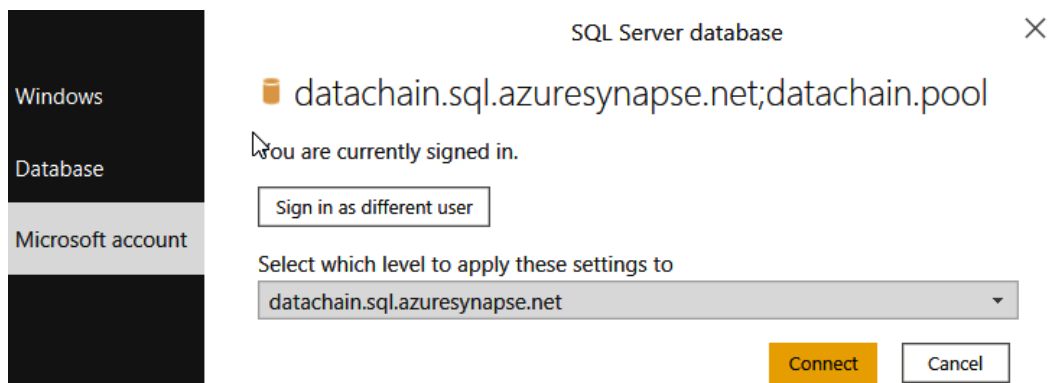 SQL Server database
Windows
Database
Microsoft account
datachain.sql.azuresynapse.net;datachain.pool
You are currently signed in.
Sign in as different user
Select which level to apply these settings to
datachain.sql.azuresynapse.net
Connect
Cancel